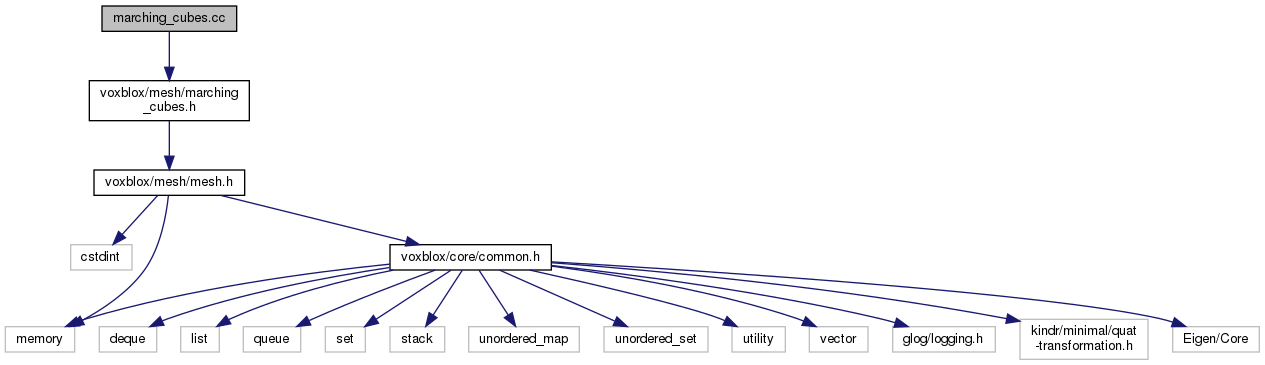 marching_cubes.cc
voxblox/mesh/marching
_cubes.h
voxblox/mesh/mesh.h
cstdint
voxblox/core/common.h
memory
deque
list
queue
set
stack
unordered_map
unordered_set
utility
vector
glog/logging.h
kindr/minimal/quat
-transformation.h
Eigen/Core